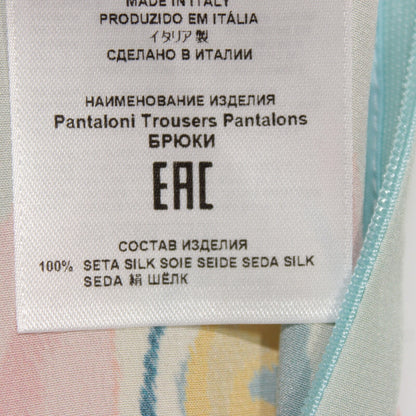 MADE IN ITALY
PRODUZIDO EM ITÁLIA
イタリア 製
СДЕЛАНО В ИТАЛИИ
НАИМЕНОВАНИЕ ИЗДЕЛИЯ
Pantaloni Trousers Pantalons
БРЮКИ
EAC
СОСТАВ ИЗДЕЛИЯ
100% SETA SILK SOIE SEIDE SEDA SILK
SEDA 絹 ШЁЛК